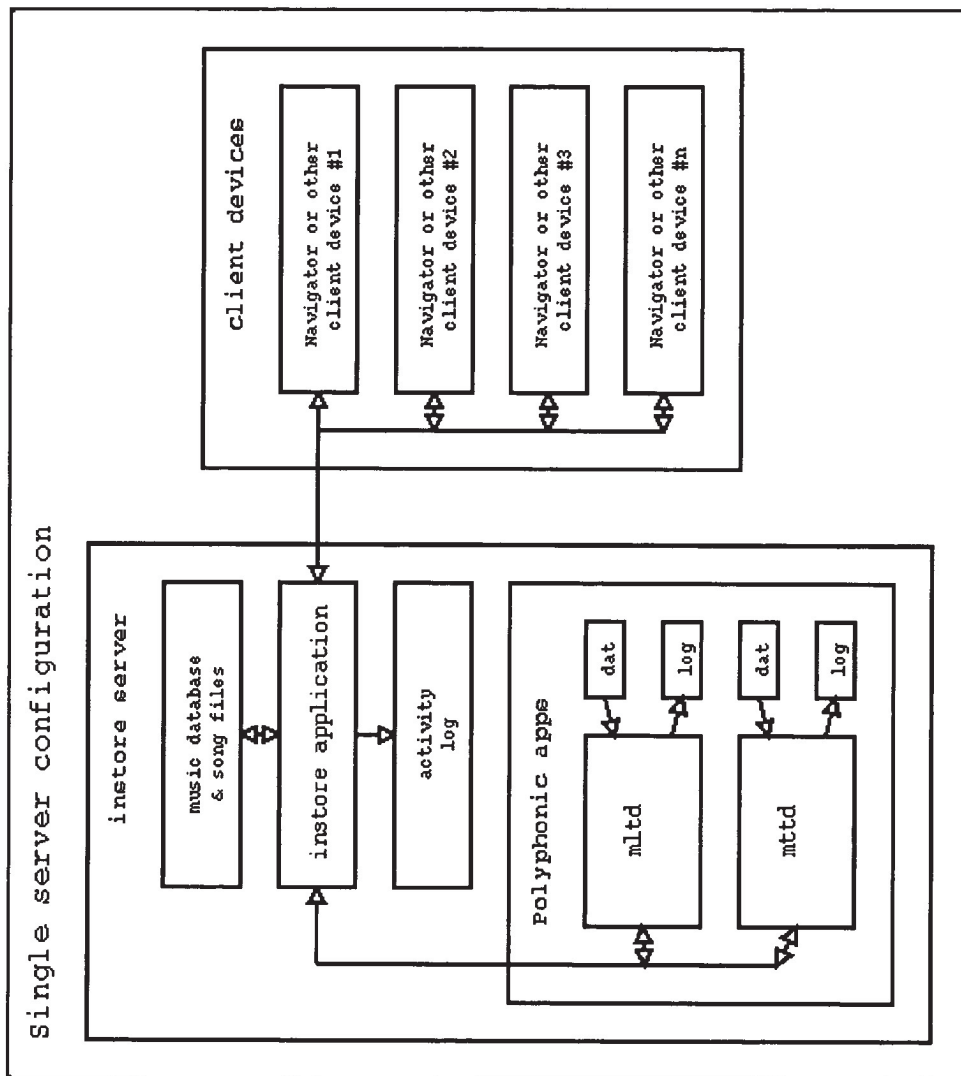 Single server configuration
instore server
music database
& song files
instore application
activity
log
Polyphonic apps
mltd
dat
log
mttd
dat
log
client devices
Navigator or other
client device #1
Navigator or other
client device #2
Navigator or other
client device #3
Navigator or other
client device #n